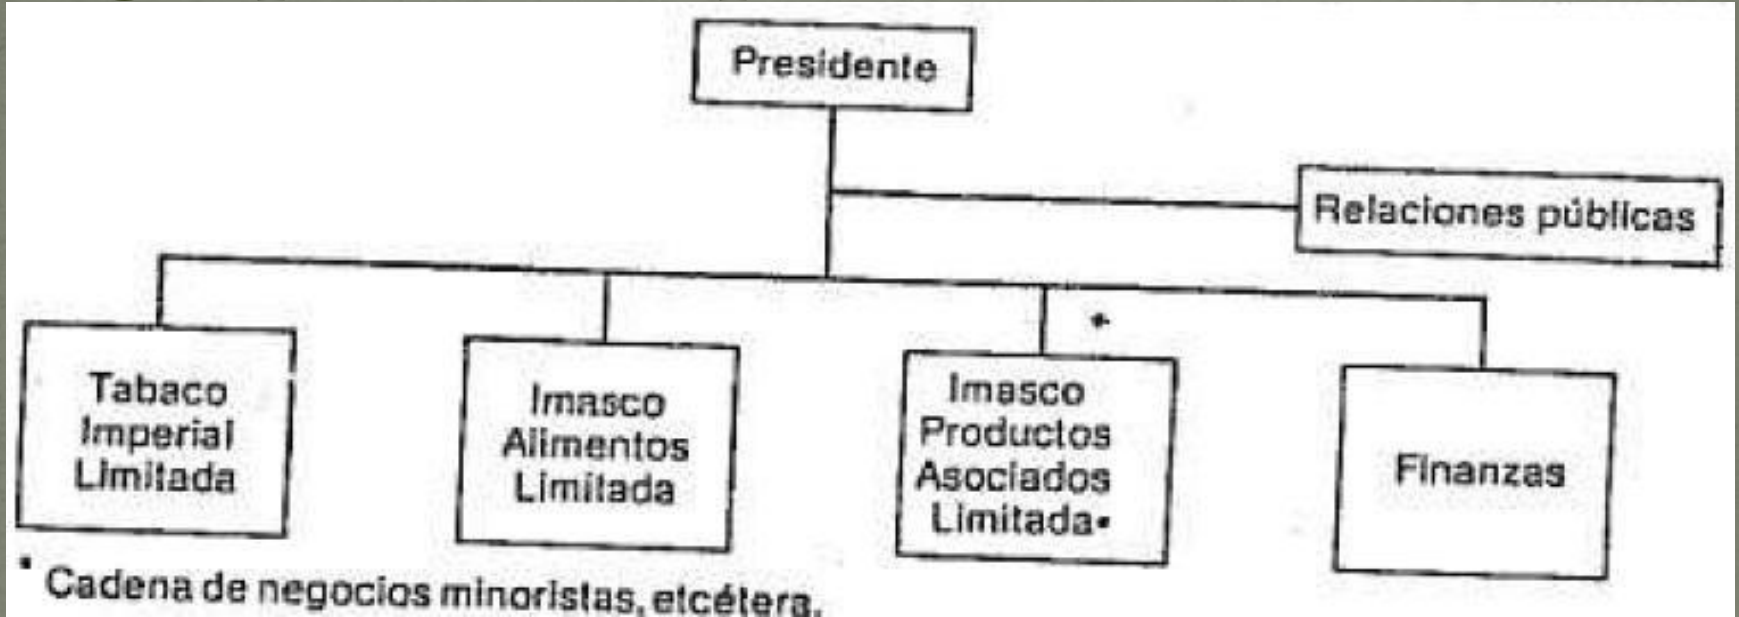 Presidente
Relaciones públicas
Tabaco
Imperial
Limitada
Imasco
Alimentos
Limitada
*
Imasco
Productos
Asociados
Limitada*
Finanzas
* Cadena de negocios minoristas, etcétera.